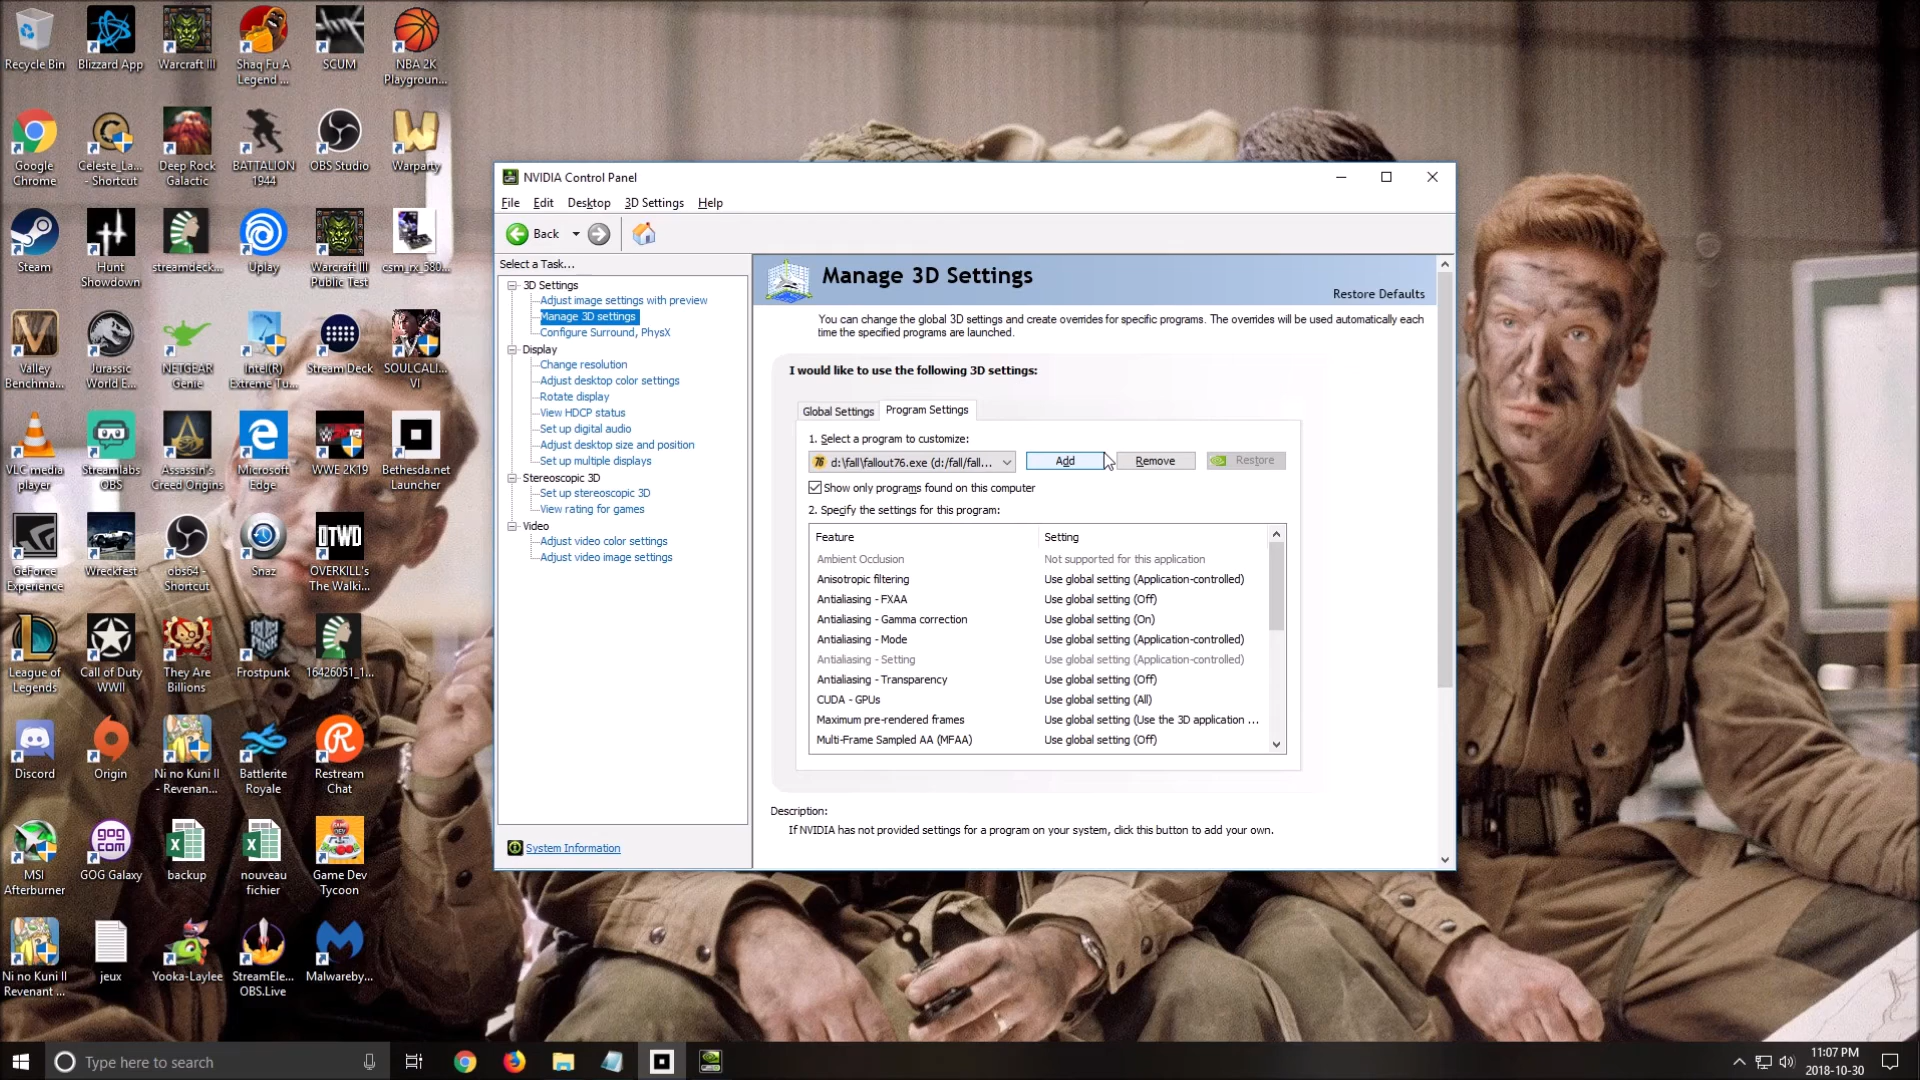 Recycle Bin
Blizzard App
Warcraft III
Shaq Fu A
Legend ...
SCUM
NBA 2K
Playgroun...
Google
Chrome
Celeste_La...
- Shortcut
Deep Rock
Galactic
BATTALION
1944
OBS Studio
Warparty
Steam
Hunt
Showdown
streamdeck...
Uplay
Warcraft III
Public Test
csm_rx_580...
Valley
Benchma...
Jurassic
World E...
NETGEAR
Genie
Intel(R)
Extreme Tu...
Stream Deck
SOULCALI...
VI
VLC media
player
Streamlabs
OBS
Assassin's
Creed Origins
Microsoft
Edge
WWE 2K19
Bethesda.net
Launcher
GeForce
Experience
Wreckfest
obs64 -
Shortcut
Snaz
OTWD
OVERKILL's
The Walki...
League of
Legends
Call of Duty
WWII
They Are
Billions
Frostpunk
16426051_1...
Discord
Origin
Ni no Kuni II
- Revenan...
Battlerite
Royale
Restream
Chat
MSI
Afterburner
gog
com
GOG Galaxy
backup
nouveau
fichier
Game Dev
Tycoon
Ni no Kuni II
Revenant ...
jeux
Yooka-Laylee
StreamEle...
OBS.Live
Malwareby...
NVIDIA Control Panel
File Edit Desktop 3D Settings Help
Back
Select a Task...
3D Settings
Adjust image settings with preview
Manage 3D settings
Configure Surround, PhysX
Display
Change resolution
Adjust desktop color settings
Rotate display
View HDCP status
Set up digital audio
Adjust desktop size and position
Set up multiple displays
Stereoscopic 3D
Set up stereoscopic 3D
View rating for games
Video
Adjust video color settings
Adjust video image settings
System Information
Manage 3D Settings
Restore Defaults
You can change the global 3D settings and create overrides for specific programs. The overrides will be used automatically each
time the specified programs are launched.
I would like to use the following 3D settings:
Global Settings Program Settings
1. Select a program to customize:
76 d:\fall\fallout76.exe (d:/fall/fall... Add Remove Restore
Show only programs found on this computer
2. Specify the settings for this program:
Feature Setting
Ambient Occlusion Not supported for this application
Anisotropic filtering Use global setting (Application-controlled)
Antialiasing - FXAA Use global setting (Off)
Antialiasing - Gamma correction Use global setting (On)
Antialiasing - Mode Use global setting (Application-controlled)
Antialiasing - Setting Use global setting (Application-controlled)
Antialiasing - Transparency Use global setting (Off)
CUDA - GPUs Use global setting (All)
Maximum pre-rendered frames Use global setting (Use the 3D application ...
Multi-Frame Sampled AA (MFAA) Use global setting (Off)
Description:
If NVIDIA has not provided settings for a program on your system, click this button to add your own.
Type here to search
11:07 PM
2018-10-30